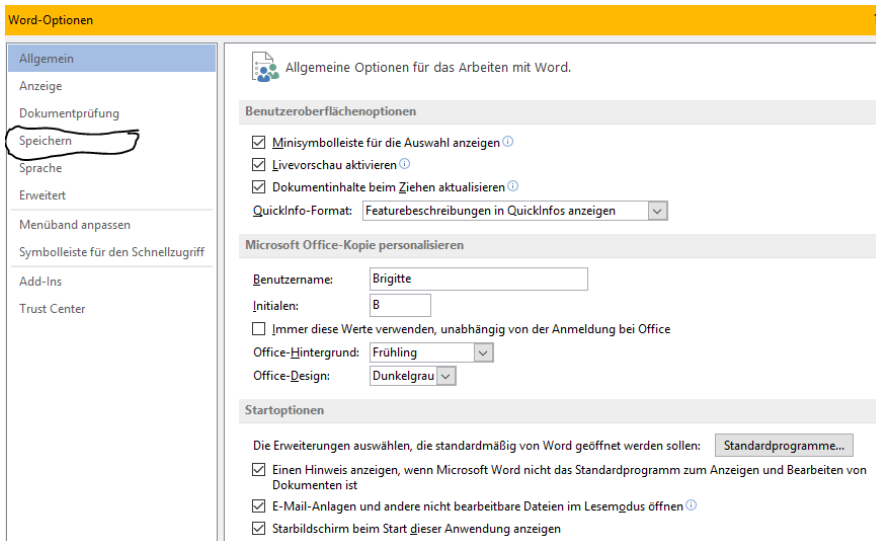 Word-Optionen
Allgemein
Anzeige
Dokumentprüfung
Speichern
Sprache
Erweitert
Menüband anpassen
Symbolleiste für den Schnellzugriff
Add-Ins
Trust Center
Allgemeine Optionen für das Arbeiten mit Word.
Benutzeroberflächenoptionen
Minisymbolleiste für die Auswahl anzeigen
Livevorschau aktivieren
Dokumentinhalte beim Ziehen aktualisieren
QuickInfo-Format: Featurebeschreibungen in QuickInfos anzeigen
Microsoft Office-Kopie personalisieren
Benutzername: Brigitte
Initialen: B
Immer diese Werte verwenden, unabhängig von der Anmeldung bei Office
Office-Hintergrund: Frühling
Office-Design: Dunkelgrau
Startoptionen
Die Erweiterungen auswählen, die standardmäßig von Word geöffnet werden sollen: Standardprogramme...
Einen Hinweis anzeigen, wenn Microsoft Word nicht das Standardprogramm zum Anzeigen und Bearbeiten von
Dokumenten ist
E-Mail-Anlagen und andere nicht bearbeitbare Dateien im Lesemodus öffnen
Starbildschirm beim Start dieser Anwendung anzeigen